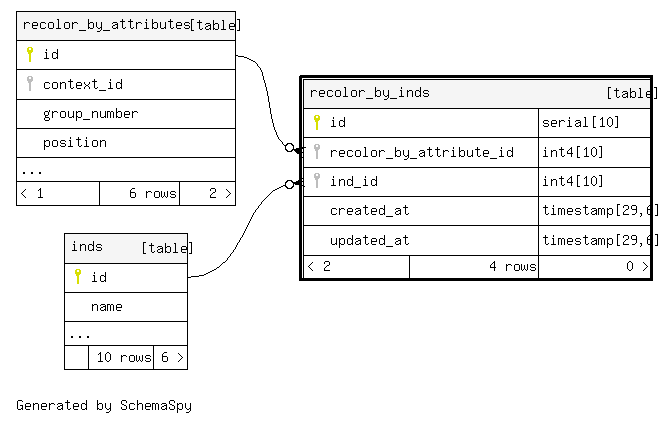 recolor_by_attributes[table]
id
context_id
group_number
position
...
< 1 6 rows 2 >
recolor_by_inds [table]
id serial[10]
recolor_by_attribute_id int4[10]
ind_id int4[10]
created_at timestamp[29,6]
updated_at timestamp[29,6]
< 2 4 rows 0 >
inds [table]
id
name
...
10 rows 6 >
Generated by SchemaSpy